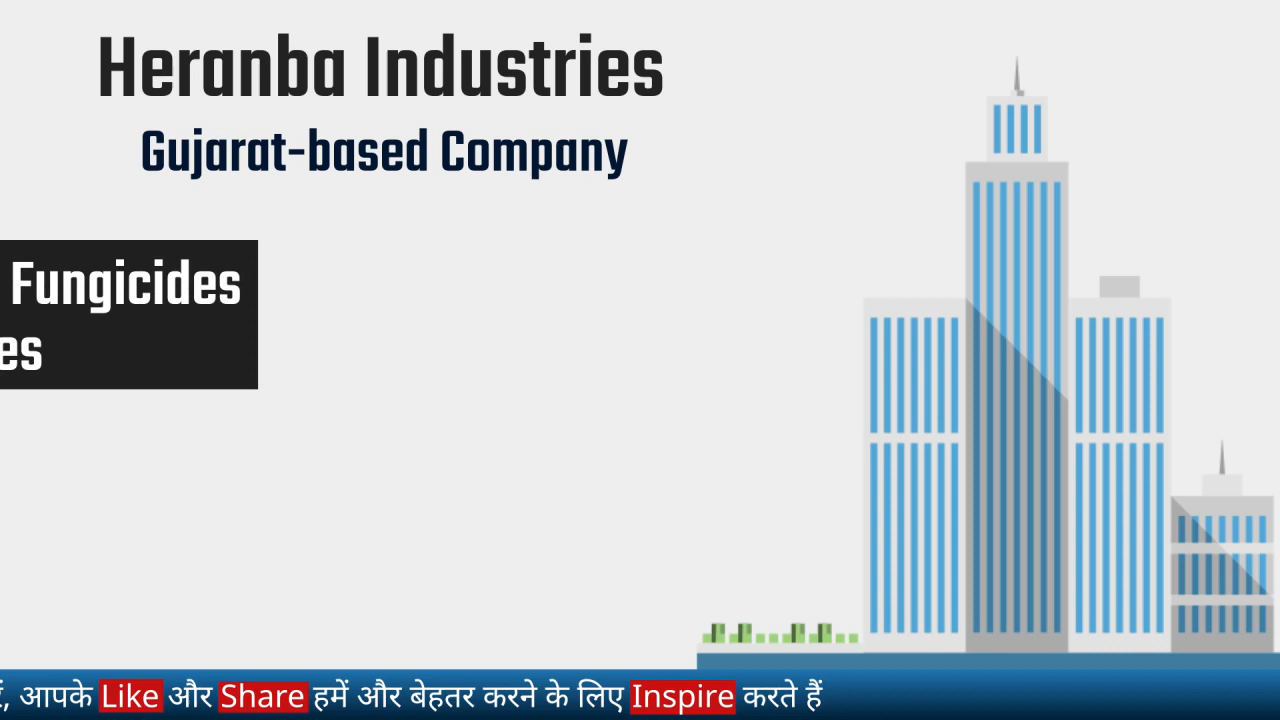 Heranba Industries
Gujarat-based Company
Fungicides
es
, आपके Like और Share हमें और बेहतर करने के लिए Inspire करते हैं